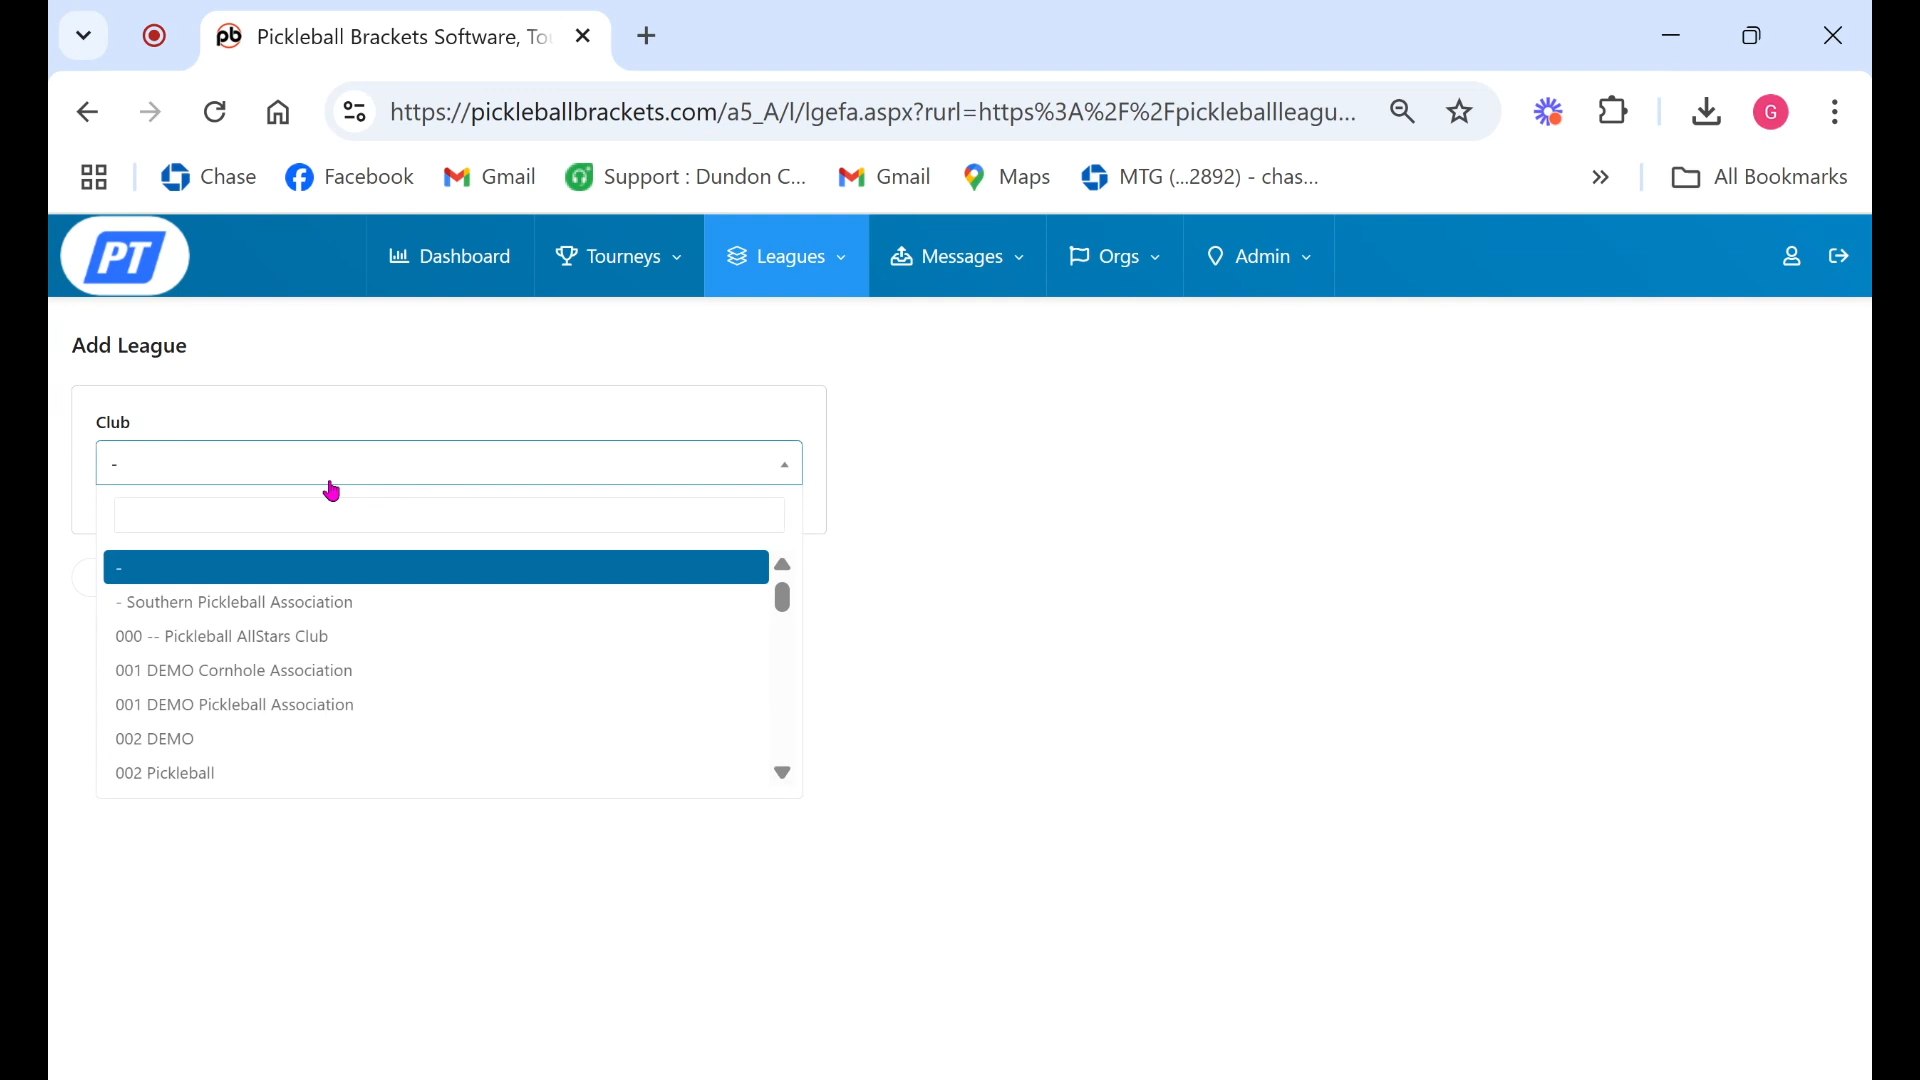 pb Pickleball Brackets Software, To
https://pickleballbrackets.com/a5_A/l/lgefa.aspx?rurl=https%3A%2F%2Fpickleballleagu...
G
Chase
Facebook
Gmail
Support : Dundon C...
Gmail
Maps
MTG (...2892) - chas...
»
All Bookmarks
PT
Dashboard
Tourneys
Leagues
Messages
Orgs
Admin
Add League
Club
-
-
- Southern Pickleball Association
000 -- Pickleball AllStars Club
001 DEMO Cornhole Association
001 DEMO Pickleball Association
002 DEMO
002 Pickleball